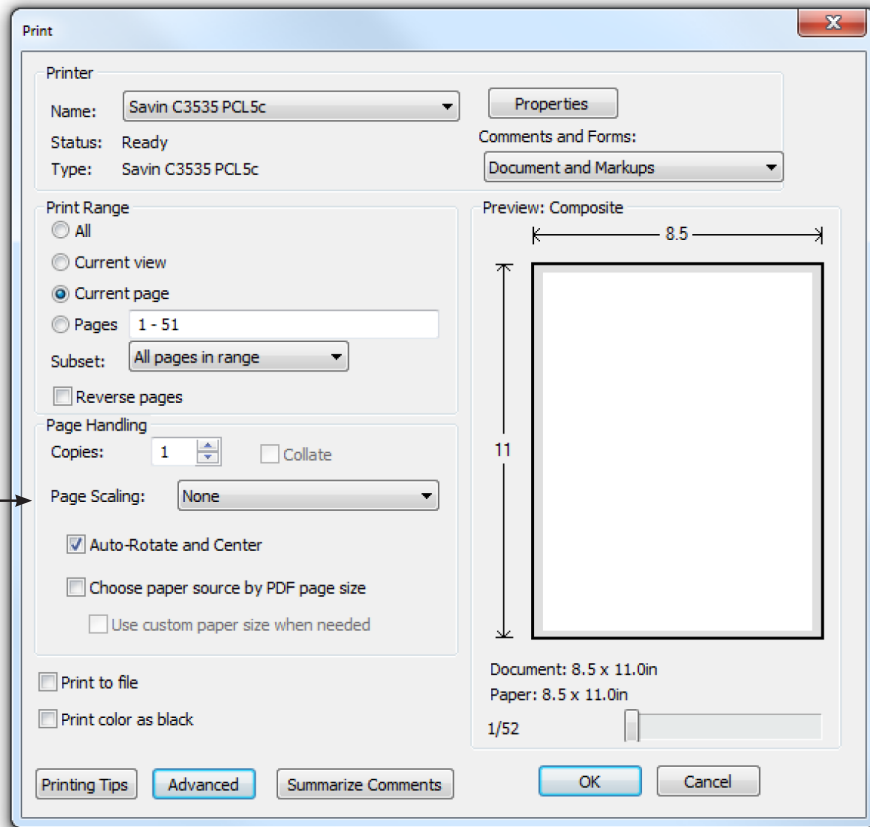 Print
Printer
Name: Savin C3535 PCL5c
Properties
Status: Ready
Comments and Forms:
Type: Savin C3535 PCL5c
Document and Markups
Print Range
All
Current view
Current page
Pages 1 - 51
Subset: All pages in range
Reverse pages
Page Handling
Copies: 1 Collate
Page Scaling: None
Auto-Rotate and Center
Choose paper source by PDF page size
Use custom paper size when needed
Print to file
Print color as black
Preview: Composite
8.5
11
Document: 8.5 x 11.0in
Paper: 8.5 x 11.0in
1/52
Printing Tips Advanced Summarize Comments OK Cancel